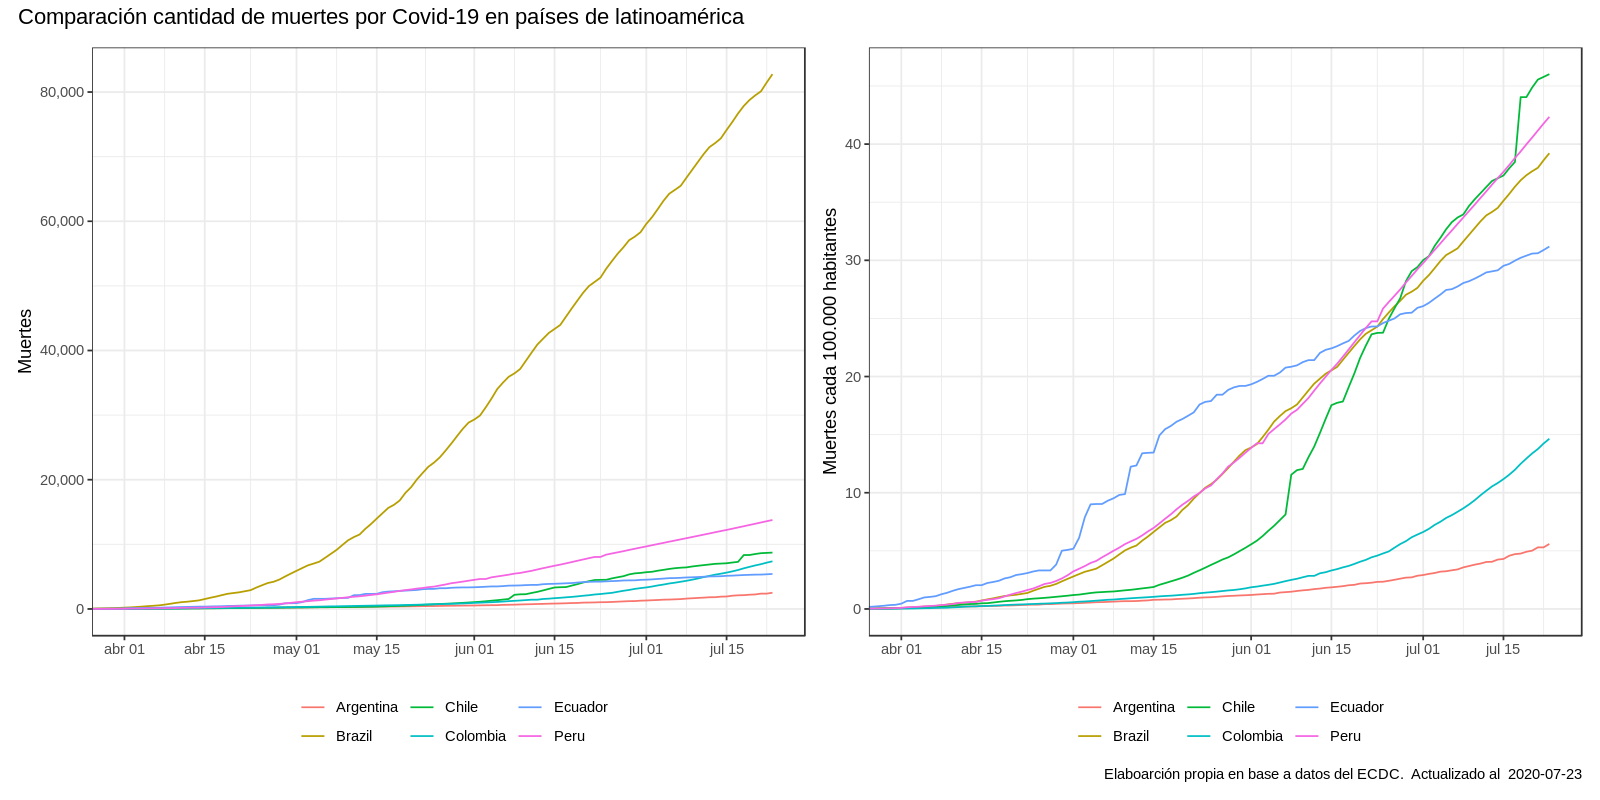 Comparación cantidad de muertes por Covid-19 en países de latinoamérica
Muertes
80,000
60,000
40,000
20,000
0
abr 01
abr 15
may 01
may 15
jun 01
jun 15
jul 01
jul 15
Argentina
Chile
Ecuador
Brazil
Colombia
Peru
Muertes cada 100.000 habitantes
40
30
20
10
0
abr 01
abr 15
may 01
may 15
jun 01
jun 15
jul 01
jul 15
Argentina
Chile
Ecuador
Brazil
Colombia
Peru
Elaboarción propia en base a datos del ECDC.  Actualizado al  2020-07-23